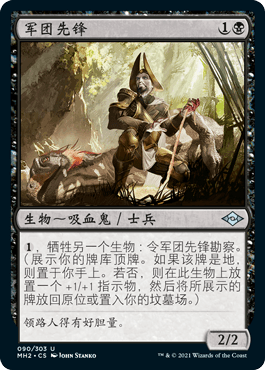 军团先锋 1
生物～吸血鬼 / 士兵
1，牺牲另一个生物：令军团先锋勘察。
（展示你的牌库顶牌。如果该牌是地，
则置于你手上。若否，则在此生物上放
置一个 +1/+1 指示物，然后将所展示的
牌放回原位或置入你的坟墓场。）
领路人得有好胆量。
2/2
090/303 U
MH2 • CS JOHN STANKO
™ & © 2021 Wizards of the Coast